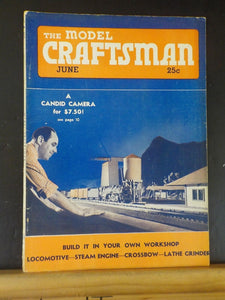 THE MODEL
CRAFTSMAN
JUNE
25c
A
CANDID CAMERA
for $7.50!
see page 10
BUILD IT IN YOUR OWN WORKSHOP
LOCOMOTIVE—STEAM ENGINE—CROSSBOW—LATHE GRINDER